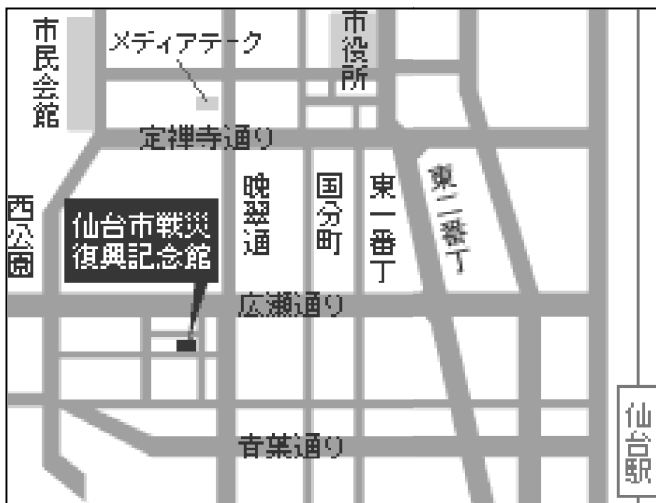 市民会館
メディアテーク
市役所
定禅寺通り
西公園
仙台市戦災
復興記念館
晩翠通
国分町
東一番丁
東二番丁
広瀬通り
青葉通り
仙台駅